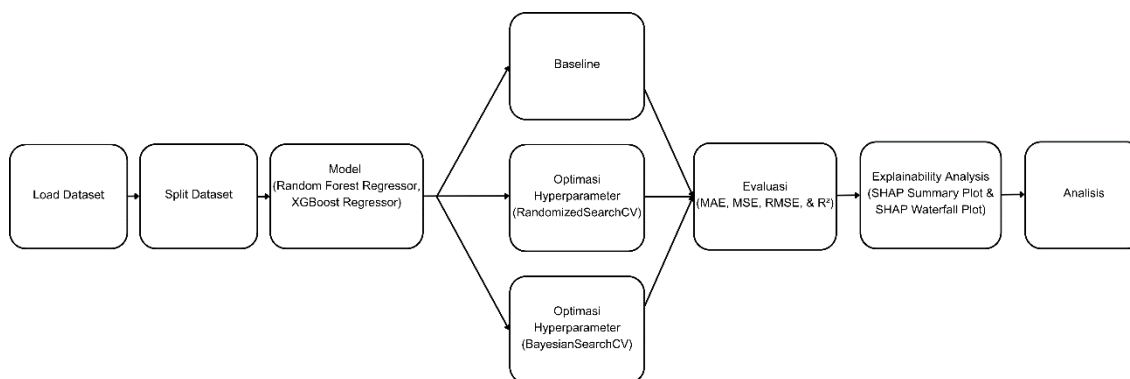 Load Dataset
Split Dataset
Model
(Random Forest Regressor,
XGBoost Regressor)
Baseline
Optimasi
Hyperparameter
(RandomizedSearchCV)
Optimasi
Hyperparameter
(BayesianSearchCV)
Evaluasi
(MAE, MSE, RMSE, & R²)
Explainability Analysis
(SHAP Summary Plot &
SHAP Waterfall Plot)
Analisis